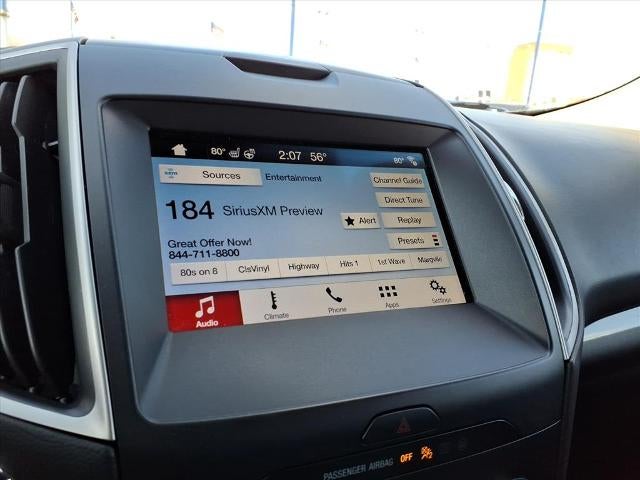 80° 2:07 56° 80°
sxm Sources Entertainment Channel Guide
Direct Tune
184 SiriusXM Preview
Alert Replay
Great Offer Now! Presets
844-711-8800
80s on 8 ClsVinyl Highway Hits 1 1st Wave Margvlle
Audio Climate Phone Apps Settings
PASSENGER AIRBAG OFF